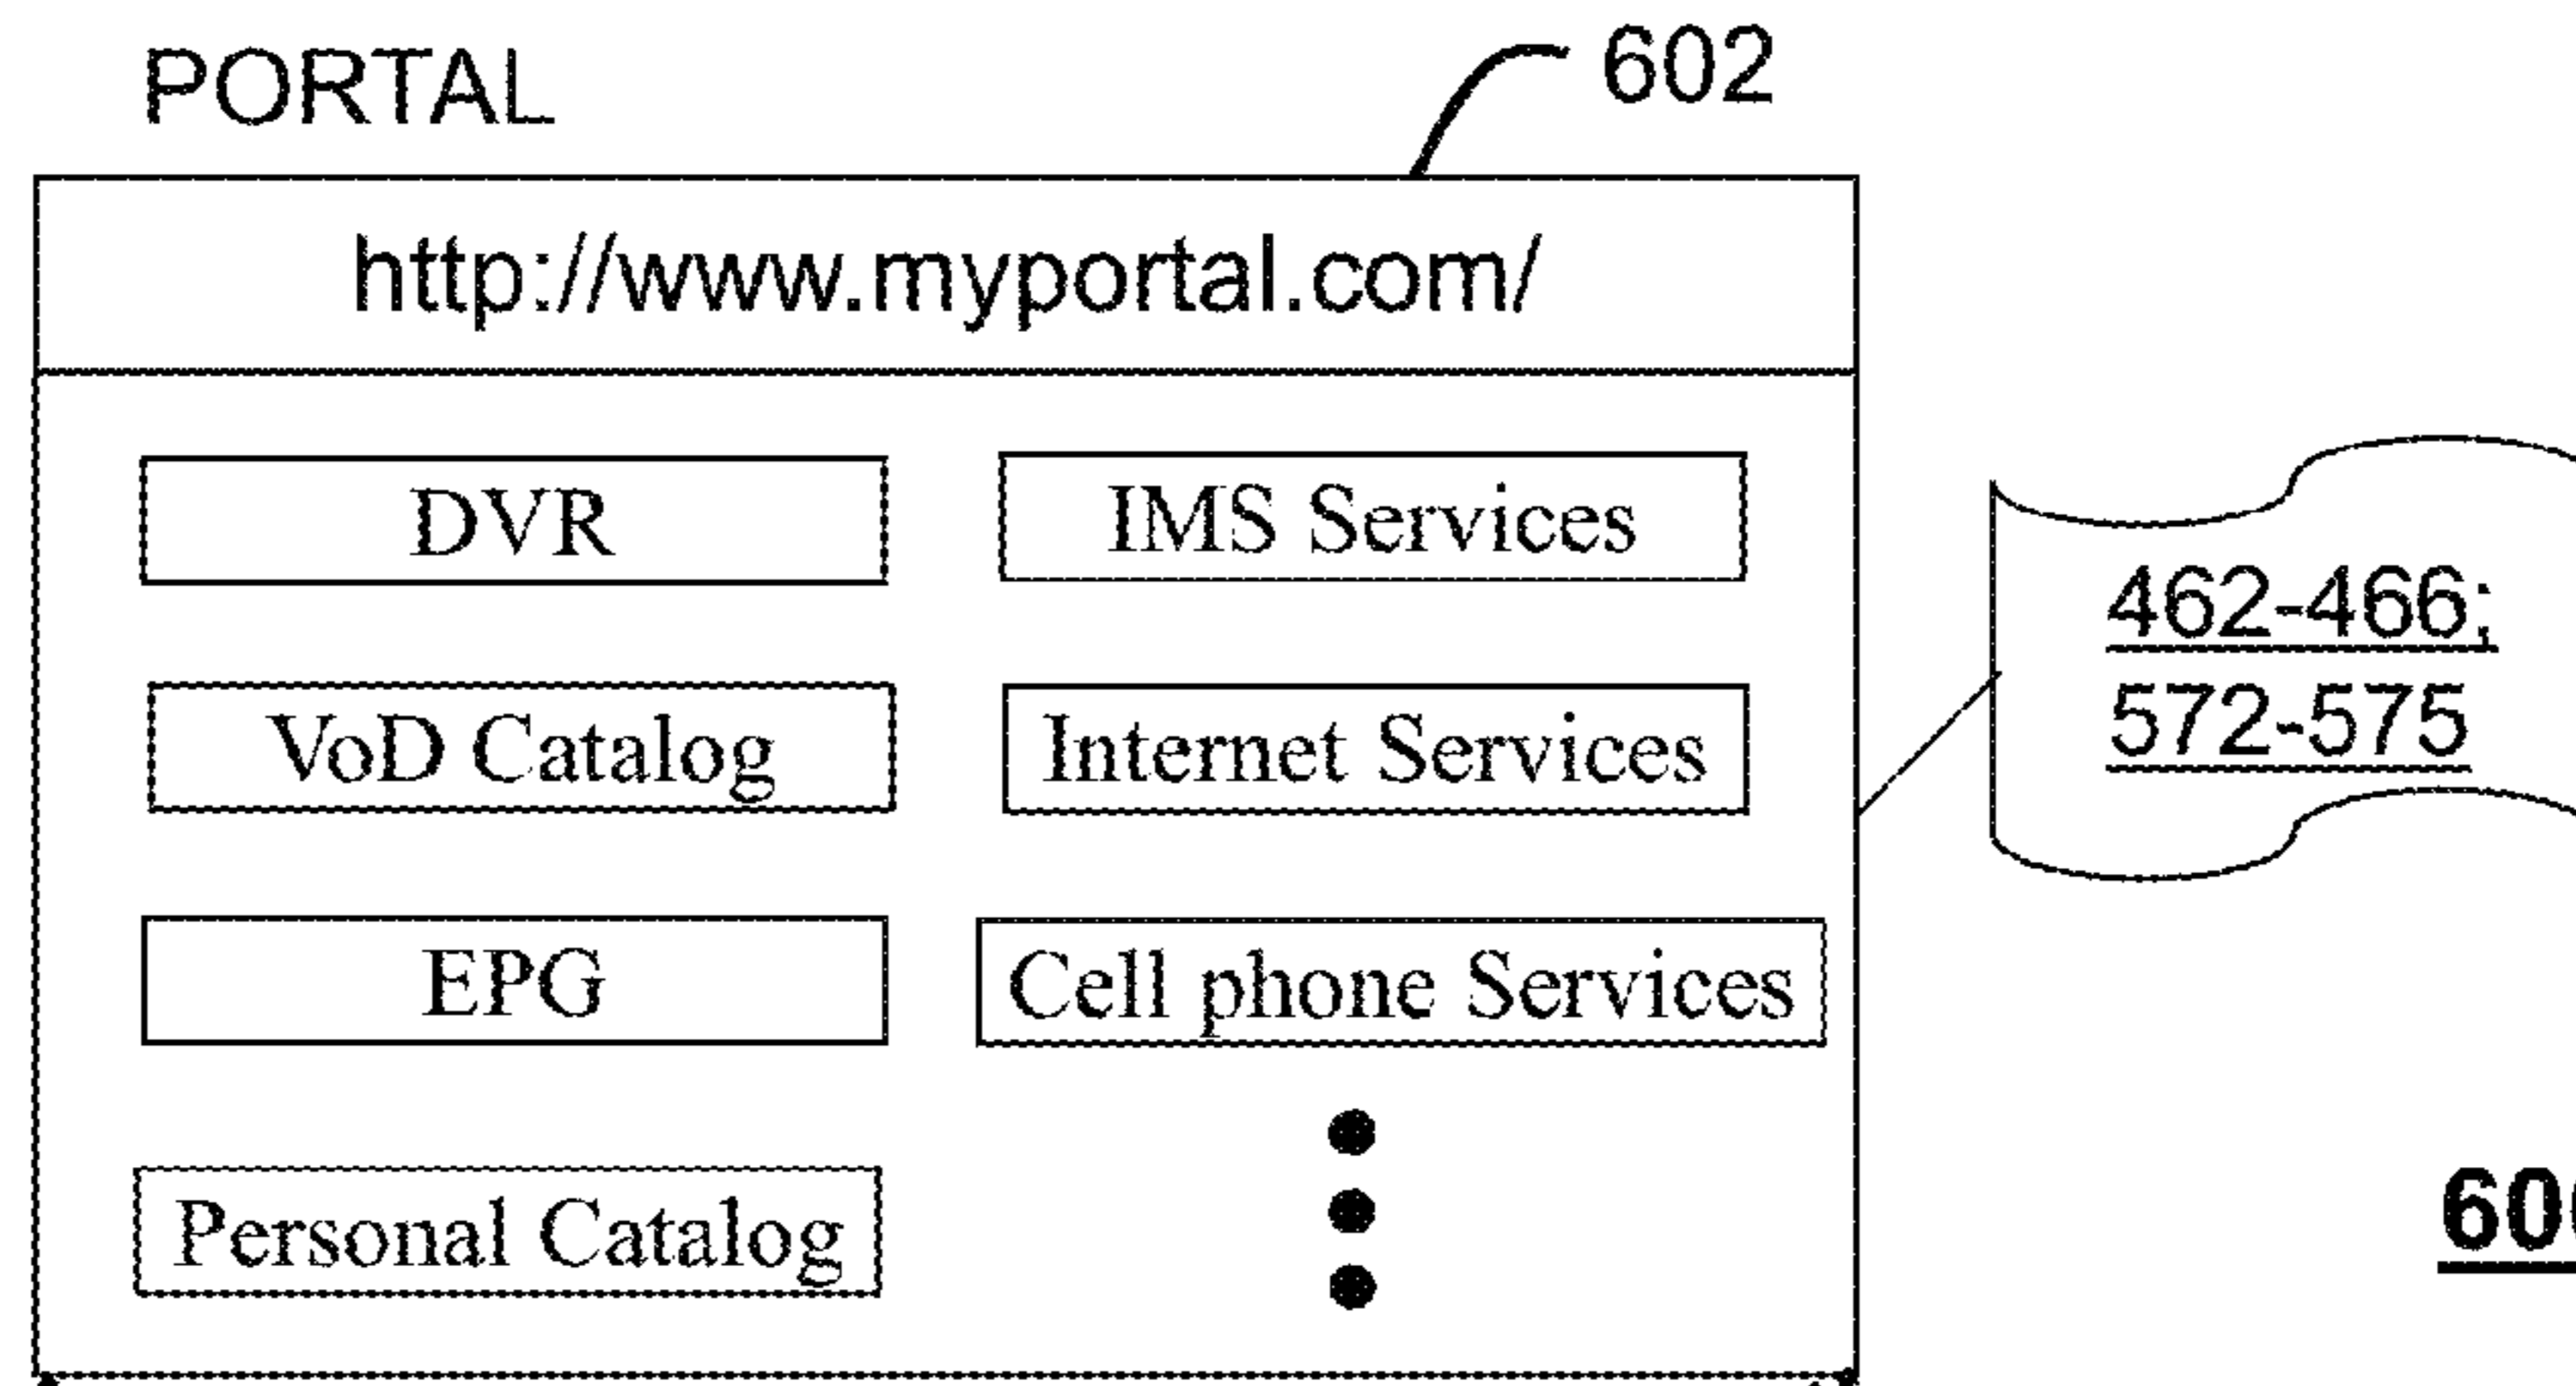 PORTAL
602
http://www.myportal.com/
DVR
IMS Services
VoD Catalog
Internet Services
EPG
Cell phone Services
Personal Catalog
462-466;
572-575